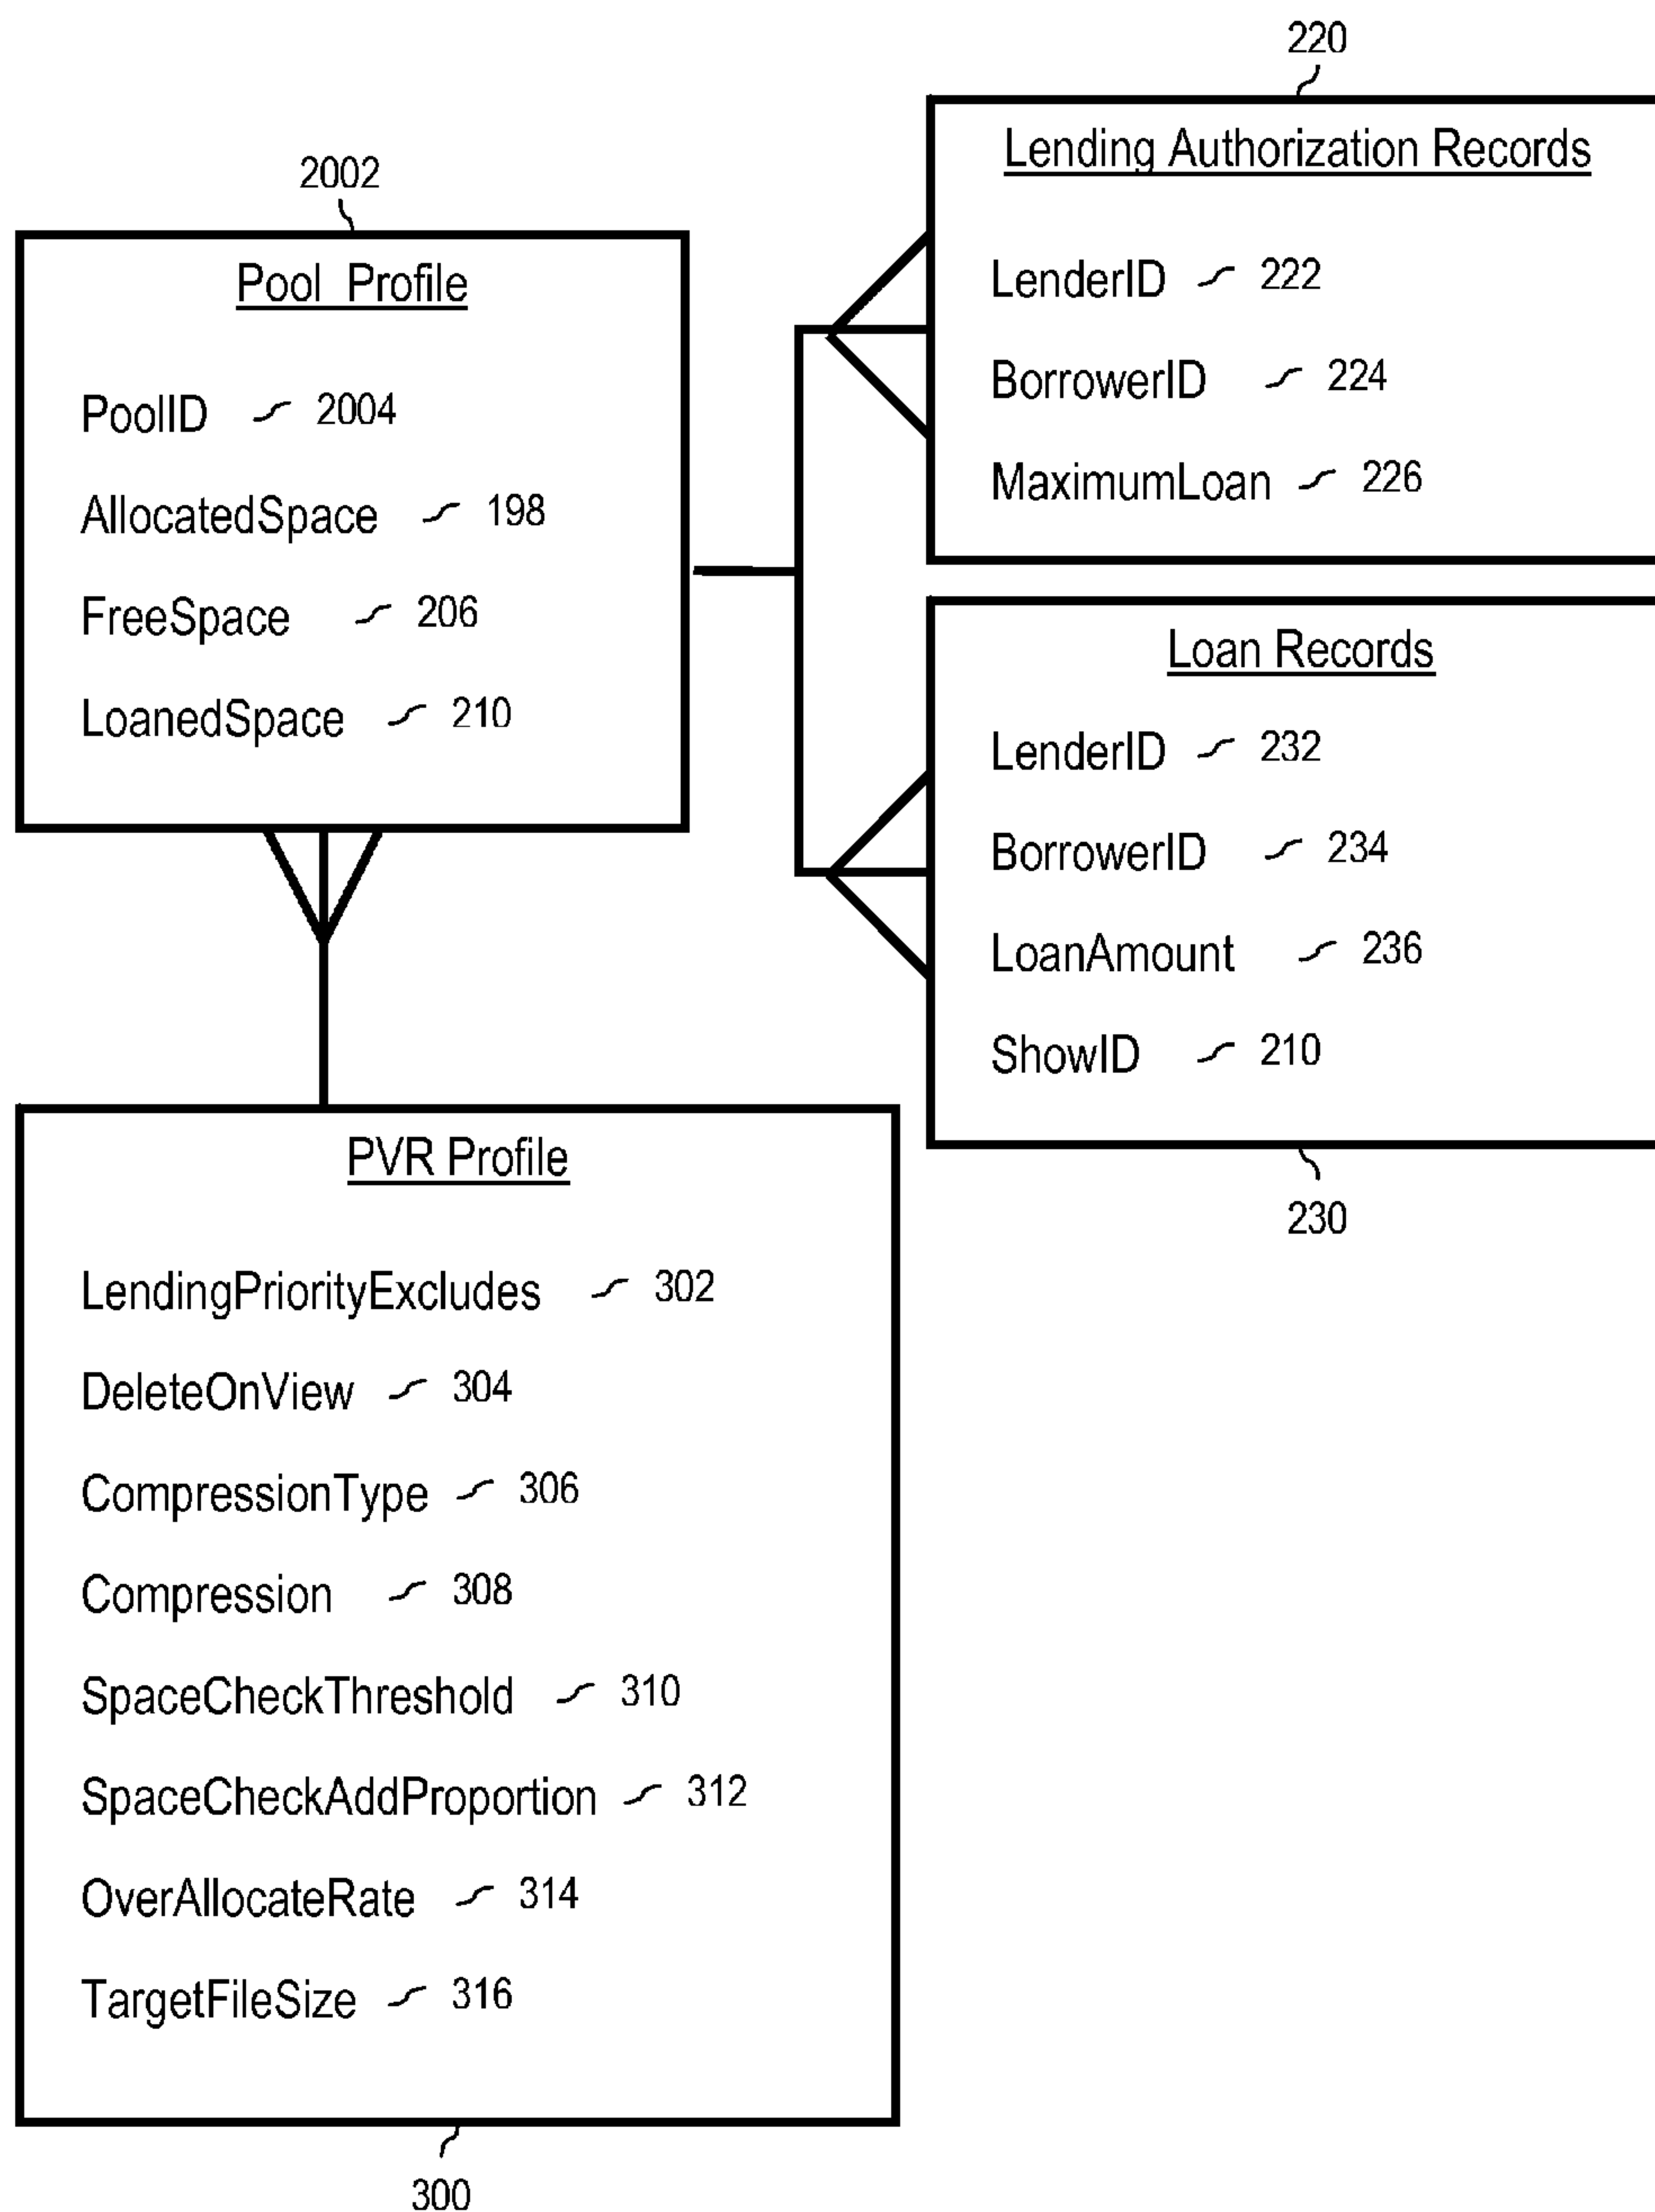 2002
Pool Profile
PoolID 2004
AllocatedSpace 198
FreeSpace 206
LoanedSpace 210
220
Lending Authorization Records
LenderID 222
BorrowerID 224
MaximumLoan 226
Loan Records
LenderID 232
BorrowerID 234
LoanAmount 236
ShowID 210
230
PVR Profile
LendingPriorityExcludes 302
DeleteOnView 304
CompressionType 306
Compression 308
SpaceCheckThreshold 310
SpaceCheckAddProportion 312
OverAllocateRate 314
TargetFileSize 316
300